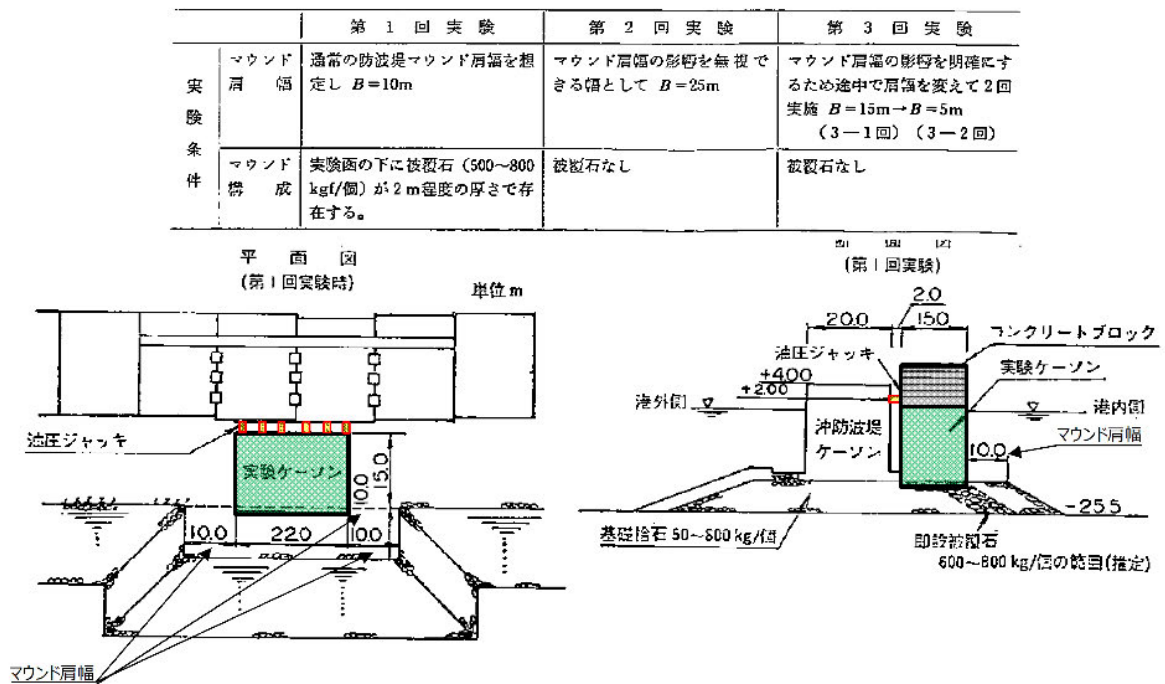 第 1 回 実 験
第 2 回 実 験
第 3 回 実 験
実験条件
マウンド
肩 幅
通常の防波堤マウンド肩幅を想
定し B=10m
マウンド肩幅の影響を無視で
きる幅として B=25m
マウンド肩幅の影響を明確にす
るため途中で肩幅を変えて2回
実施 B=15m→B=5m
(3―1回) (3―2回)
マウンド
構 成
実験函の下に被覆石 (500~800
kgf/個) が2m程度の厚さで存
在する。
被覆石なし
被覆石なし
平 面 図
(第1回実験時)
単位m
油圧ジャッキ
実験ケーソン
10.0
15.0
10.0
22.0
10.0
マウンド肩幅
(第1回実験)
2.0
20.0
15.0
コンクリートブロック
油圧ジャッキ
実験ケーソン
+4.00
+2.00
港外側
港内側
沖防波堤
ケーソン
マウンド肩幅
10.0
-25.5
基礎捨石 50~800kg/個
600~800kg/個の範囲(推定)